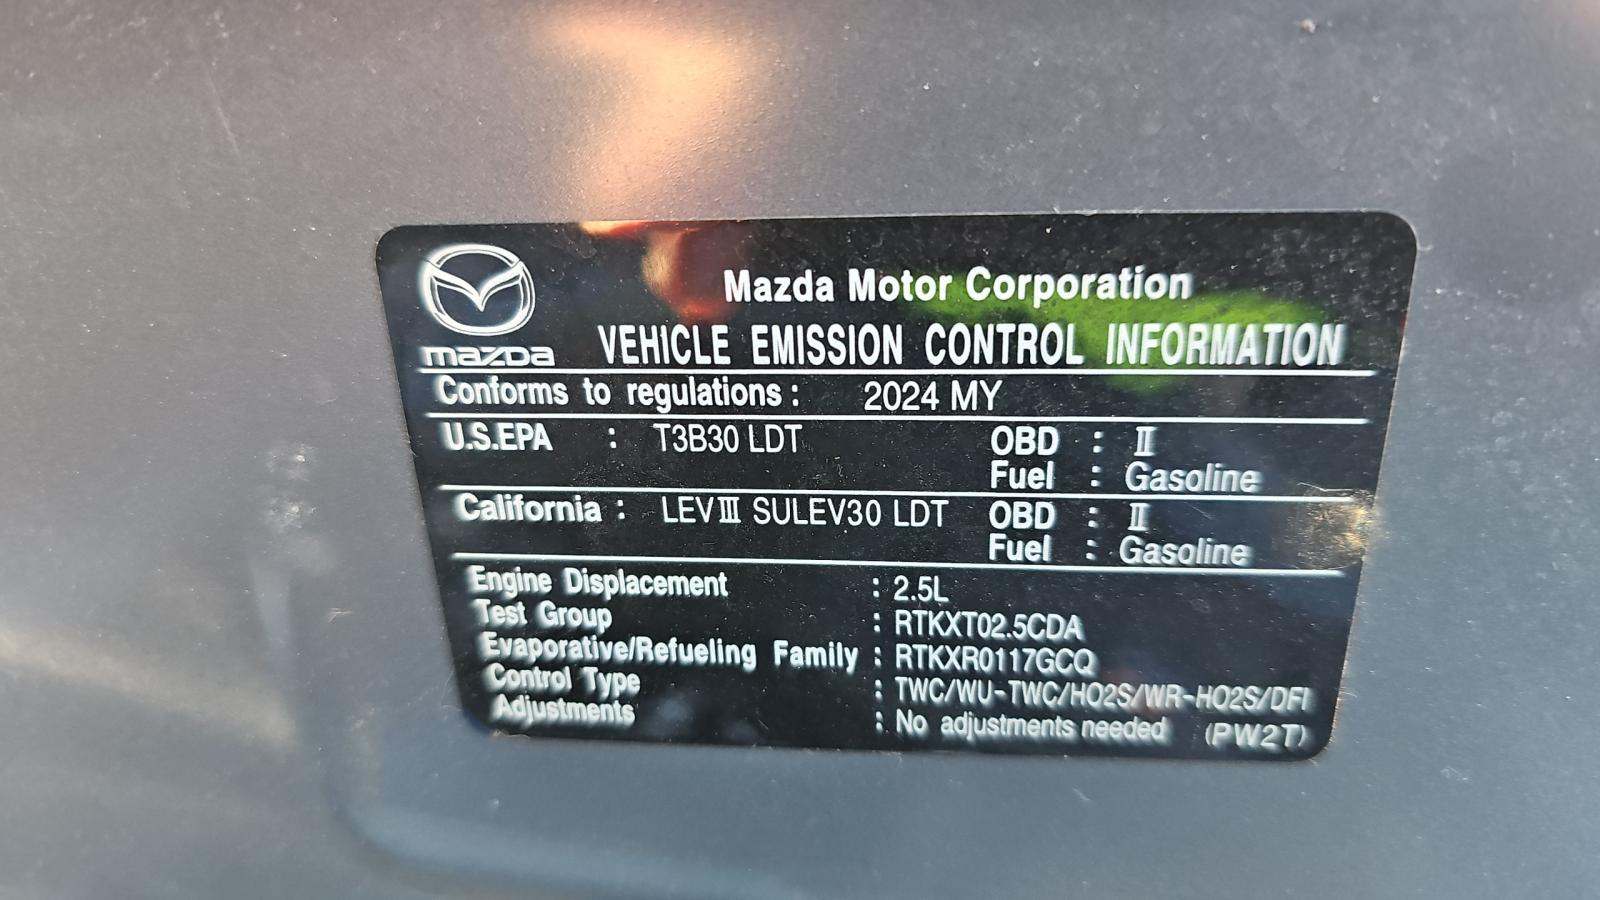 Mazda Motor Corporation
mazda VEHICLE EMISSION CONTROL INFORMATION
Conforms to regulations : 2024 MY
U.S.EPA : T3B30 LDT OBD : Ⅱ
Fuel : Gasoline
California : LEVⅢ SULEV30 LDT OBD : Ⅱ
Fuel : Gasoline
Engine Displacement : 2.5L
Test Group : RTKXT02.5CDA
Evaporative/Refueling Family : RTKXR0117GCQ
Control Type : TWC/WU-TWC/HO2S/WR-HO2S/DFI
Adjustments : No adjustments needed (PW2T)